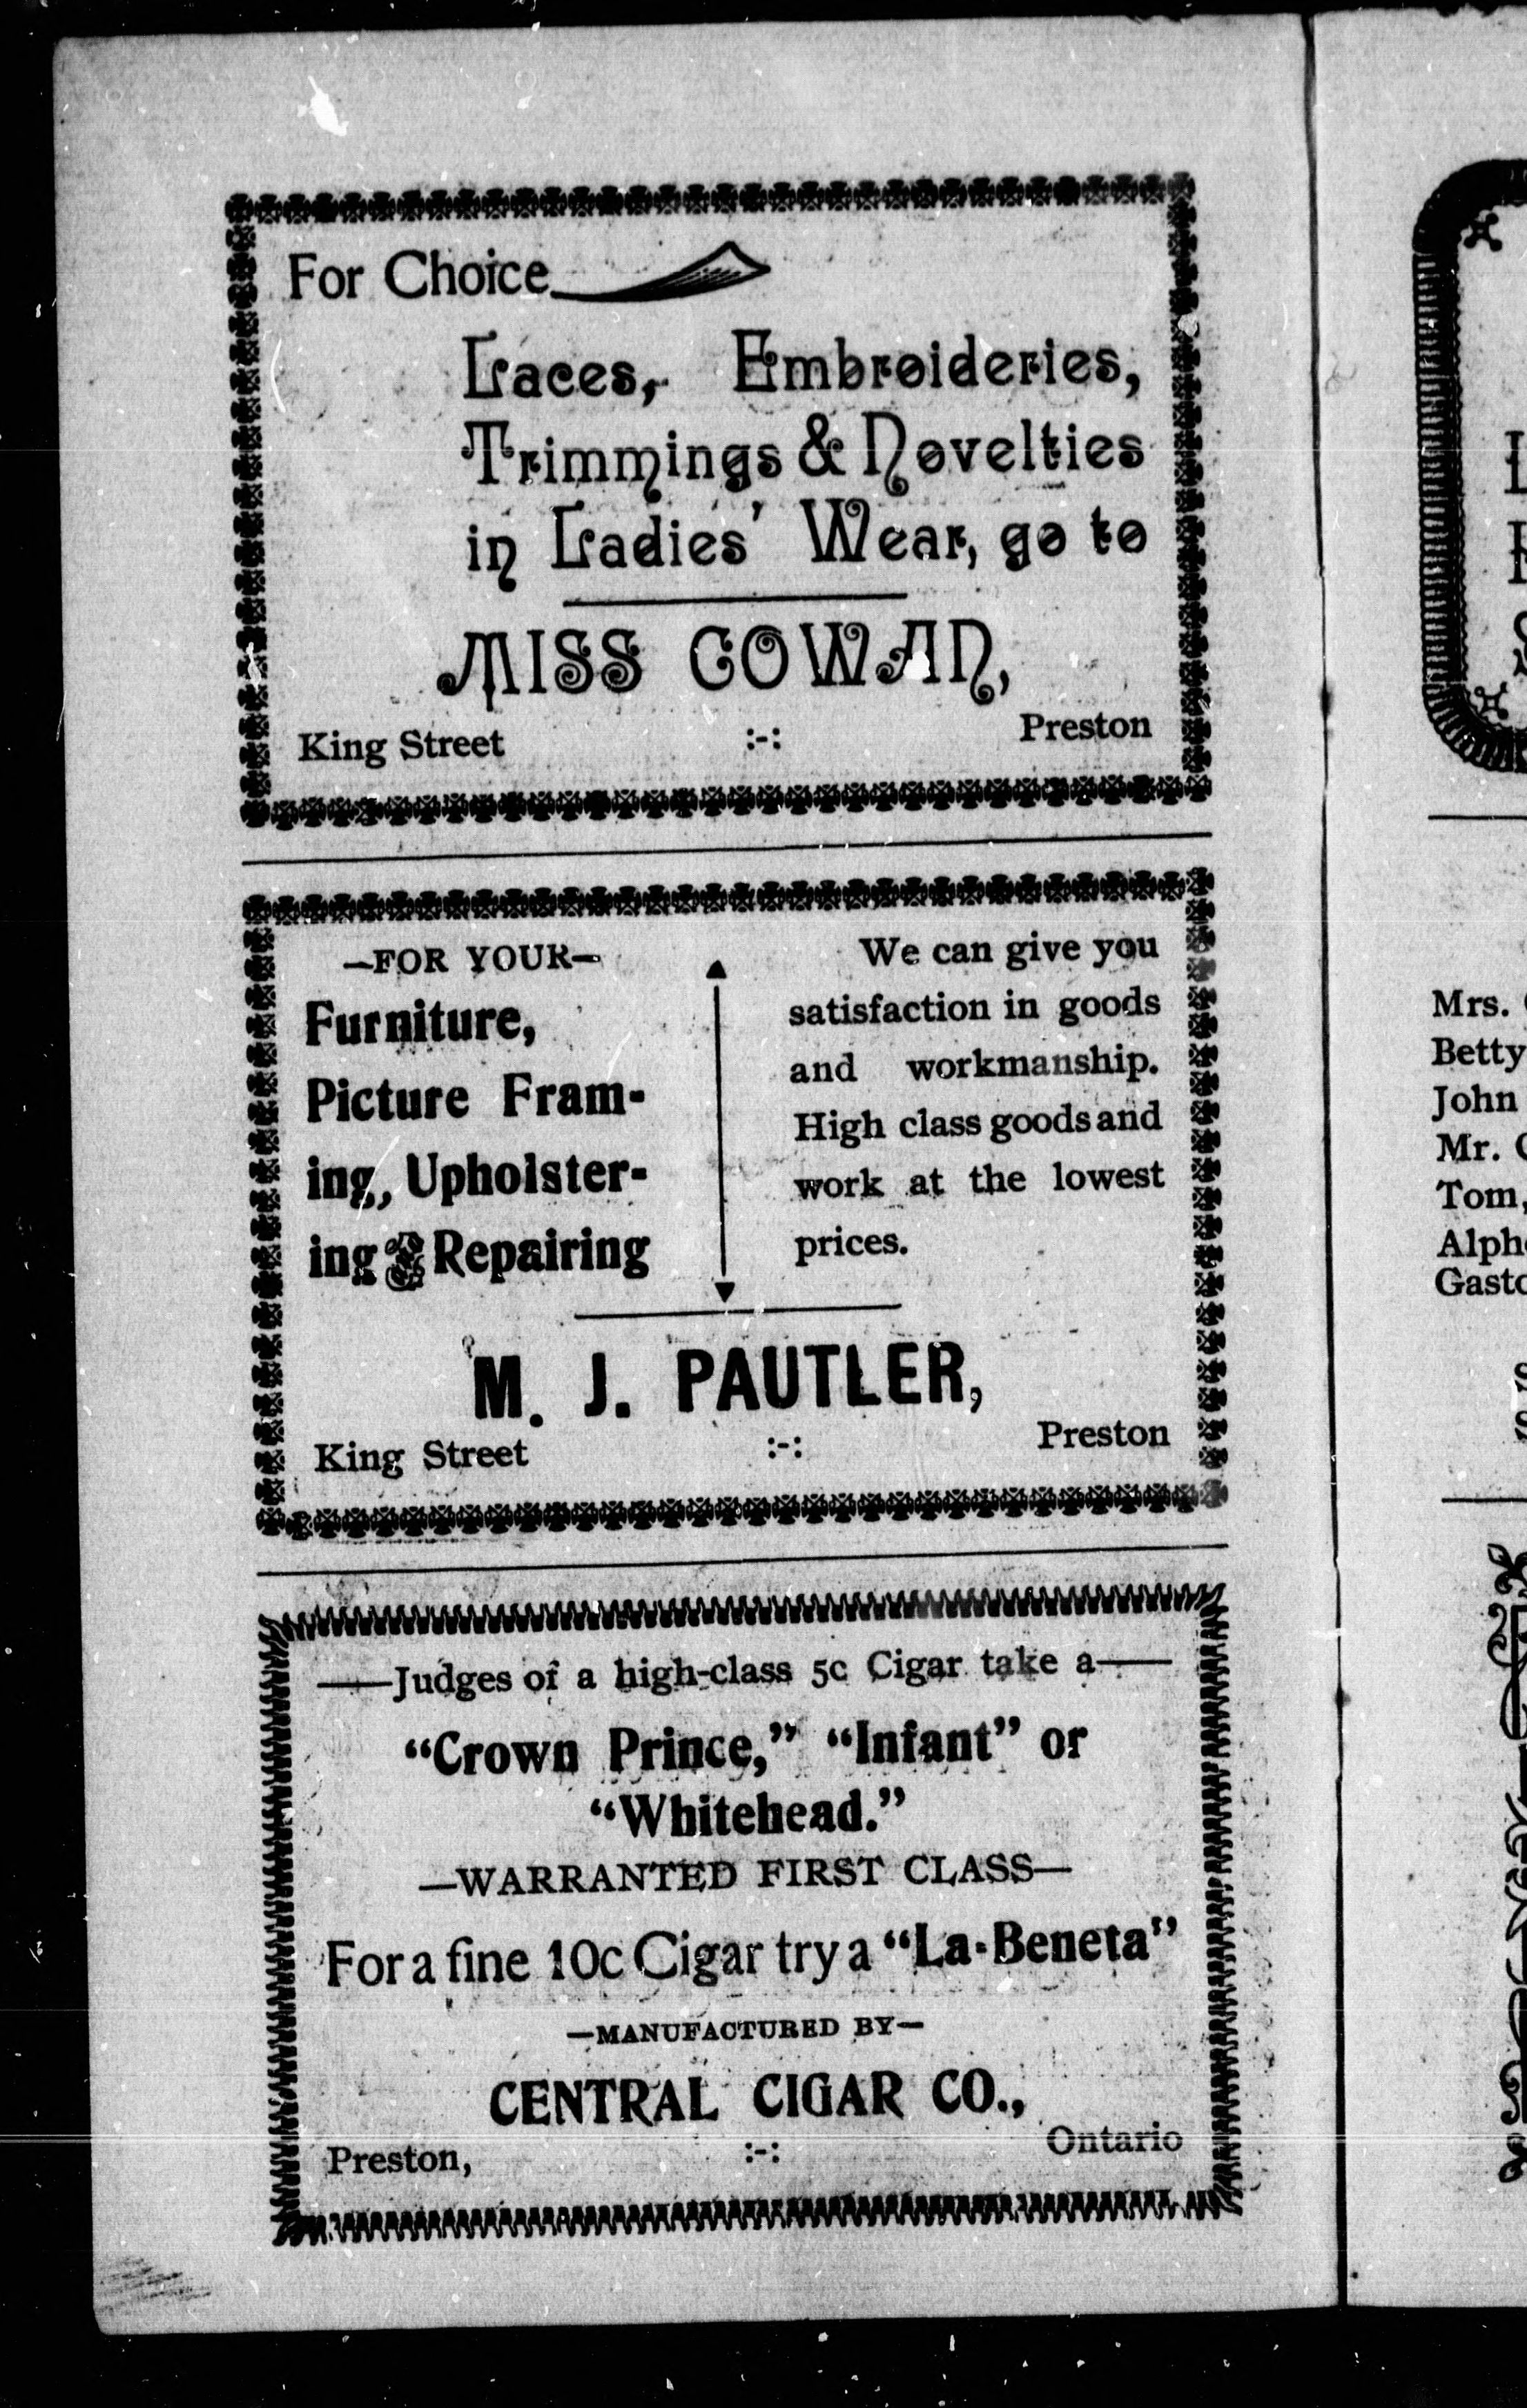 For Choice
Laces, Embroideries,
Trimmings & Novelties
in Ladies' Wear, go to
MISS COWAN,
King Street :-: Preston
—FOR YOUR—
Furniture,
Picture Fram-
ing, Upholster-
ing & Repairing
We can give you
satisfaction in goods
and workmanship.
High class goods and
work at the lowest
prices.
M. J. PAUTLER,
King Street :-: Preston
——Judges of a high-class 5c Cigar take a——
"Crown Prince," "Infant" or
"Whitehead."
—WARRANTED FIRST CLASS—
For a fine 10c Cigar try a "La-Beneta"
—MANUFACTURED BY—
CENTRAL CIGAR CO.,
Preston, :-: Ontario
Mrs.
Betty
John
Mr.
Tom,